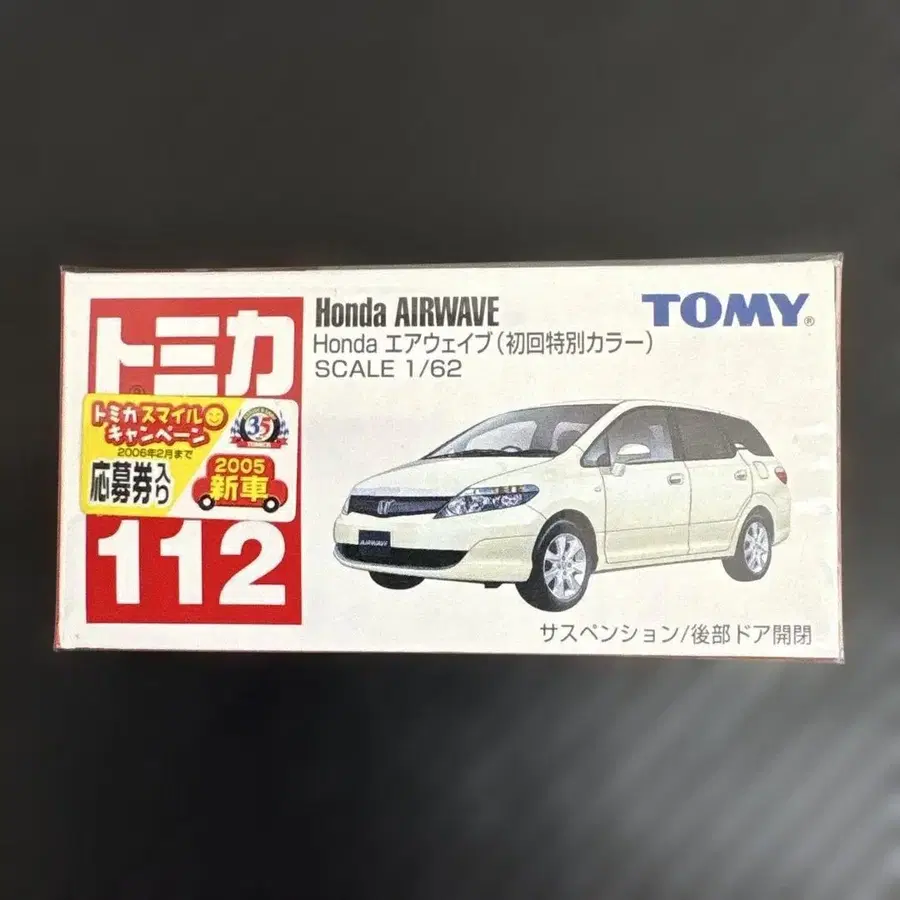 トミカ
トミカ スマイル
キャンペーン
2006年2月まで
応募券入り
35
2005
新車
112
Honda AIRWAVE
Honda エアウェイブ(初回特別カラー)
SCALE 1/62
TOMY®
AIRWAVE
サスペンション/後部ドア開閉